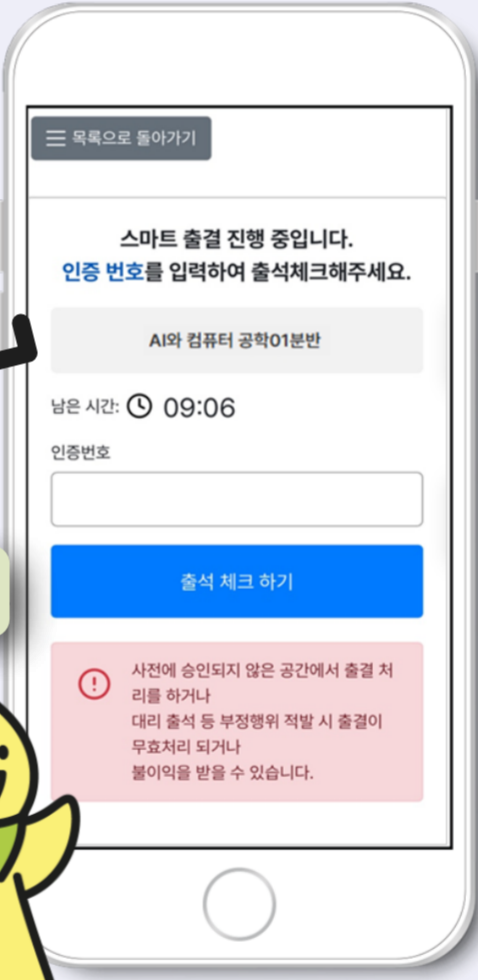 목록으로 돌아가기
스마트 출결 진행 중입니다.
인증 번호를 입력하여 출석체크해주세요.
AI와 컴퓨터 공학01분반
남은 시간: 09:06
인증번호
출석 체크 하기
사전에 승인되지 않은 공간에서 출결 처
리를 하거나
대리 출석 등 부정행위 적발 시 출결이
무효처리 되거나
불이익을 받을 수 있습니다.